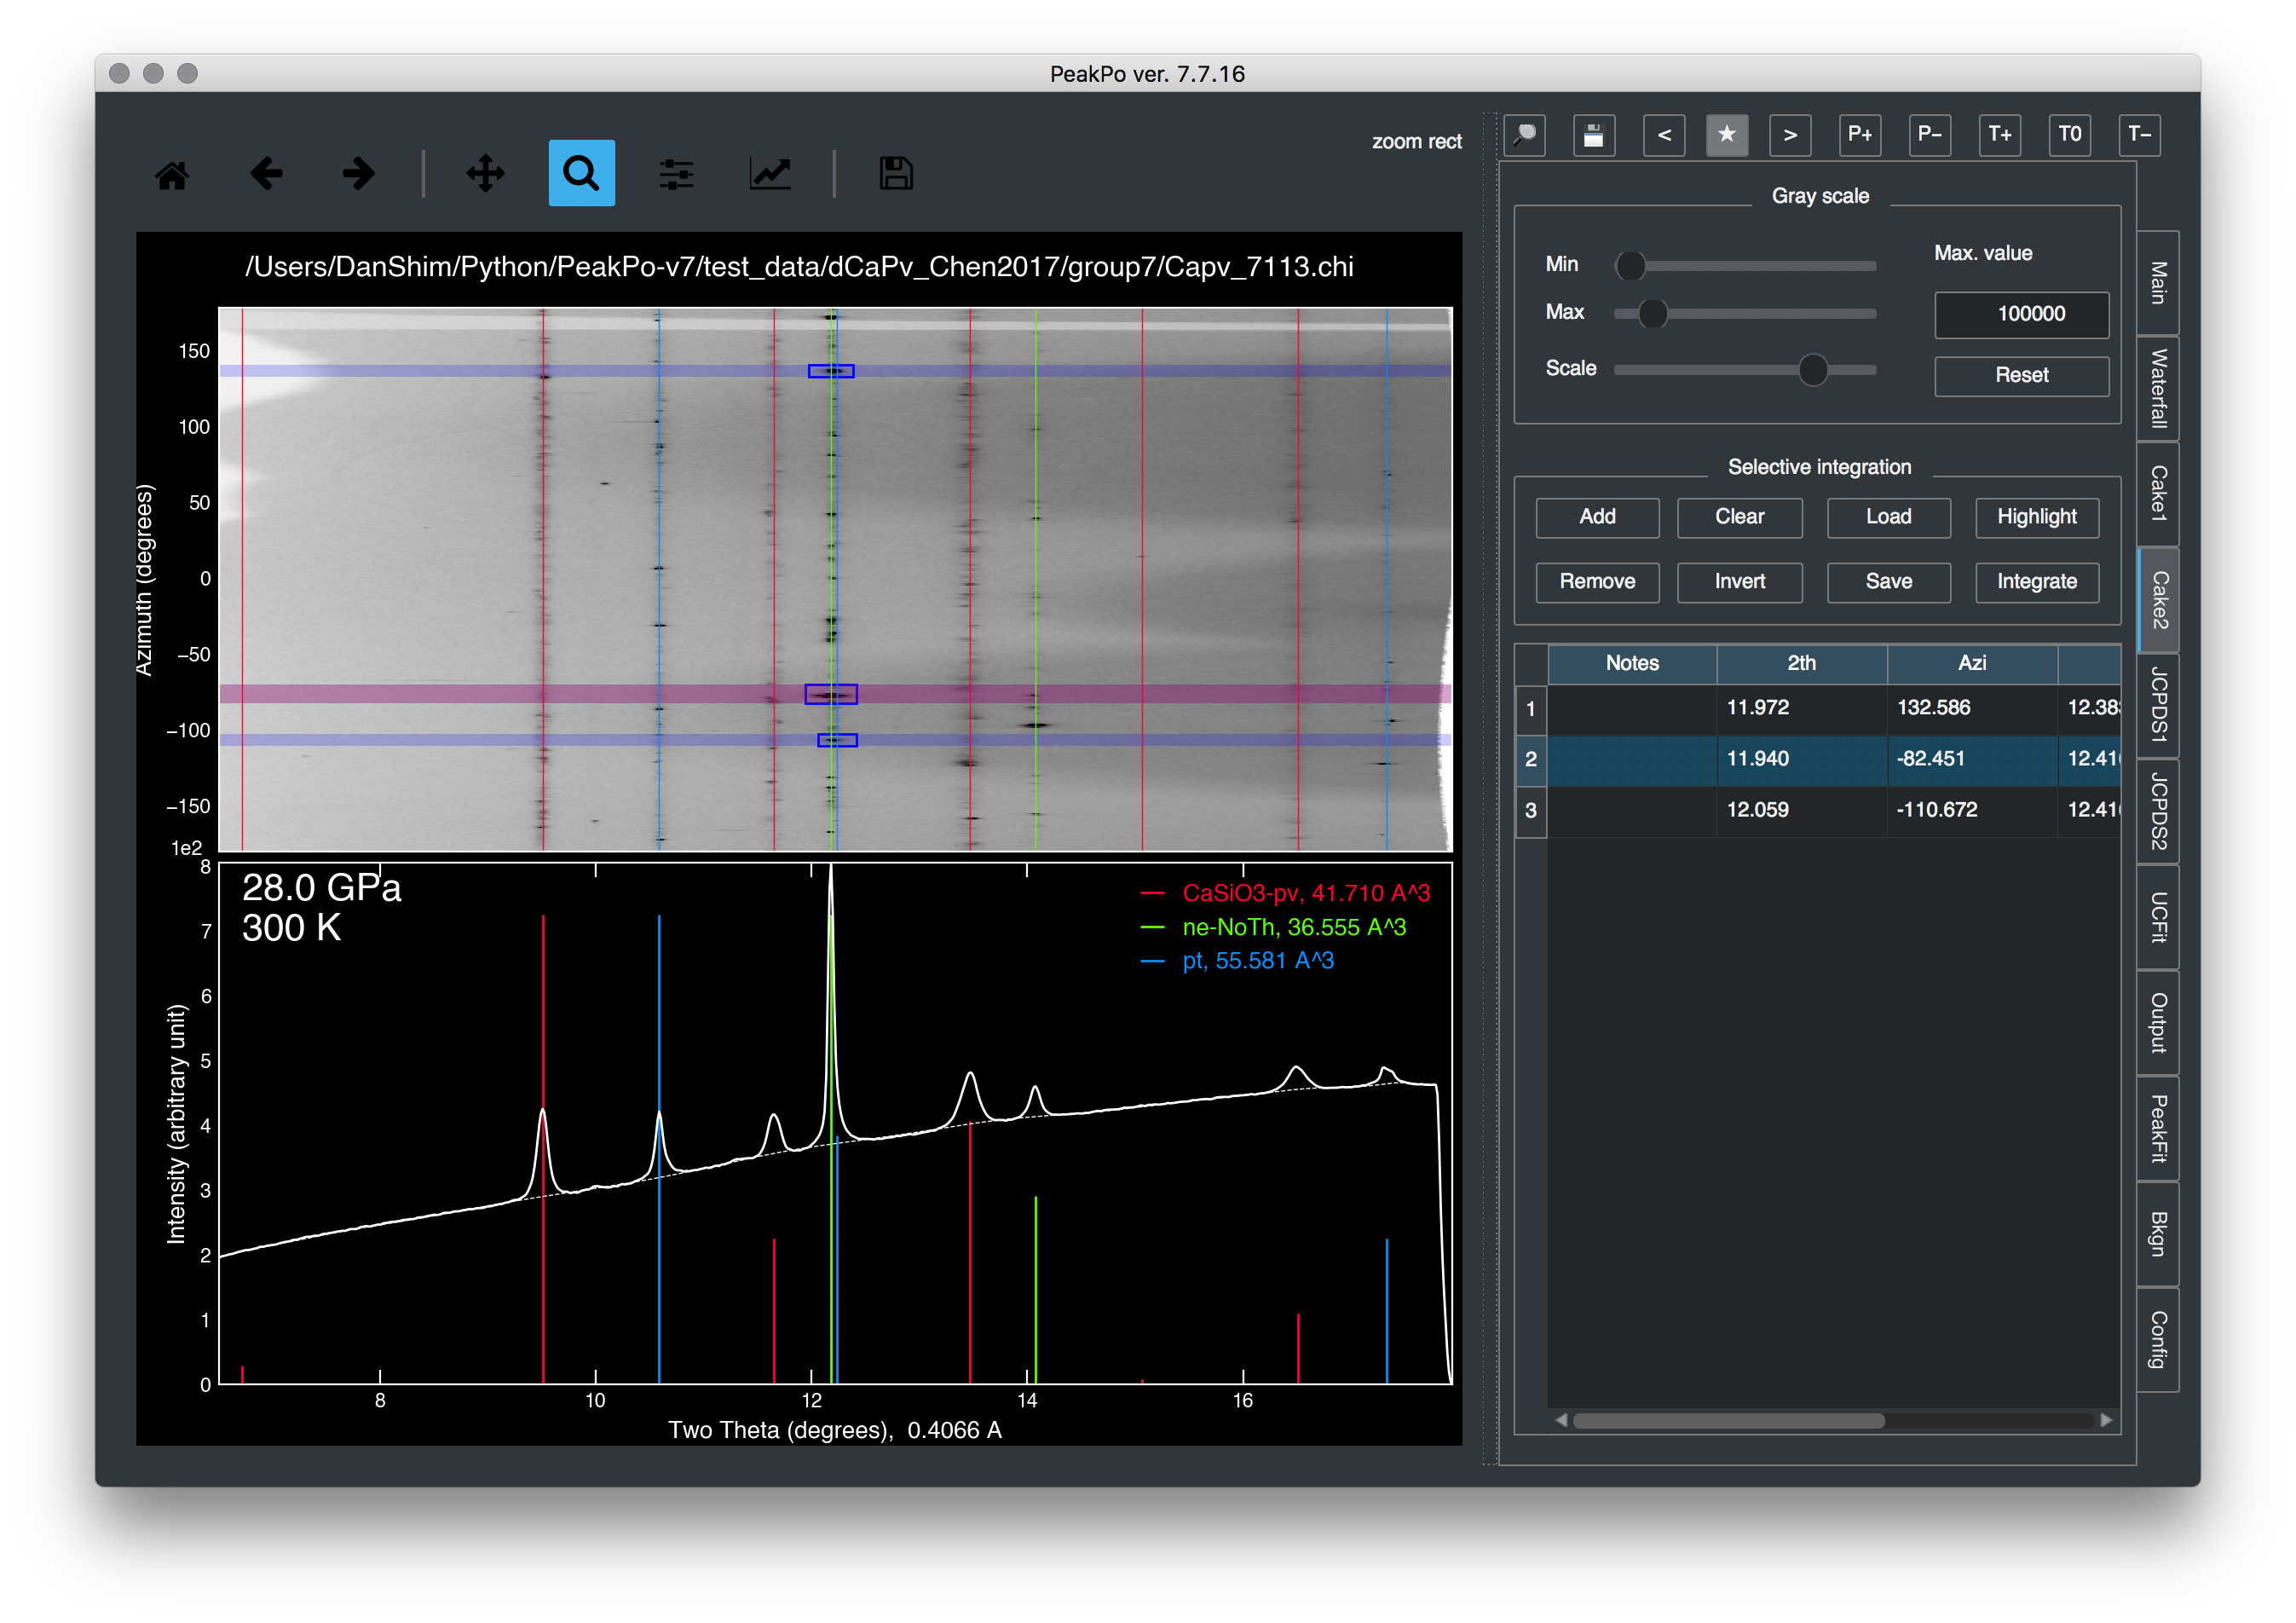 PeakPo ver. 7.7.16
zoom rect
< ★ > P+ P− T+ T0 T−
/Users/DanShim/Python/PeakPo-v7/test_data/dCaPv_Chen2017/group7/Capv_7113.chi
Azimuth (degrees)
150
100
50
0
−50
−100
−150
1e2
8
7
6
5
4
3
2
1
0
Intensity (arbitrary unit)
28.0 GPa
300 K
CaSiO3-pv, 41.710 A^3
ne-NoTh, 36.555 A^3
pt, 55.581 A^3
8 10 12 14 16
Two Theta (degrees), 0.4066 A
Gray scale
Min
Max
Scale
Max. value
100000
Reset
Selective integration
Add Clear Load Highlight
Remove Invert Save Integrate
Notes 2th Azi
1 11.972 132.586 12.38
2 11.940 -82.451 12.41
3 12.059 -110.672 12.41
Main
Waterfall
Cake1
Cake2
JCPDS1
JCPDS2
UCFit
Output
PeakFit
Bkgn
Config